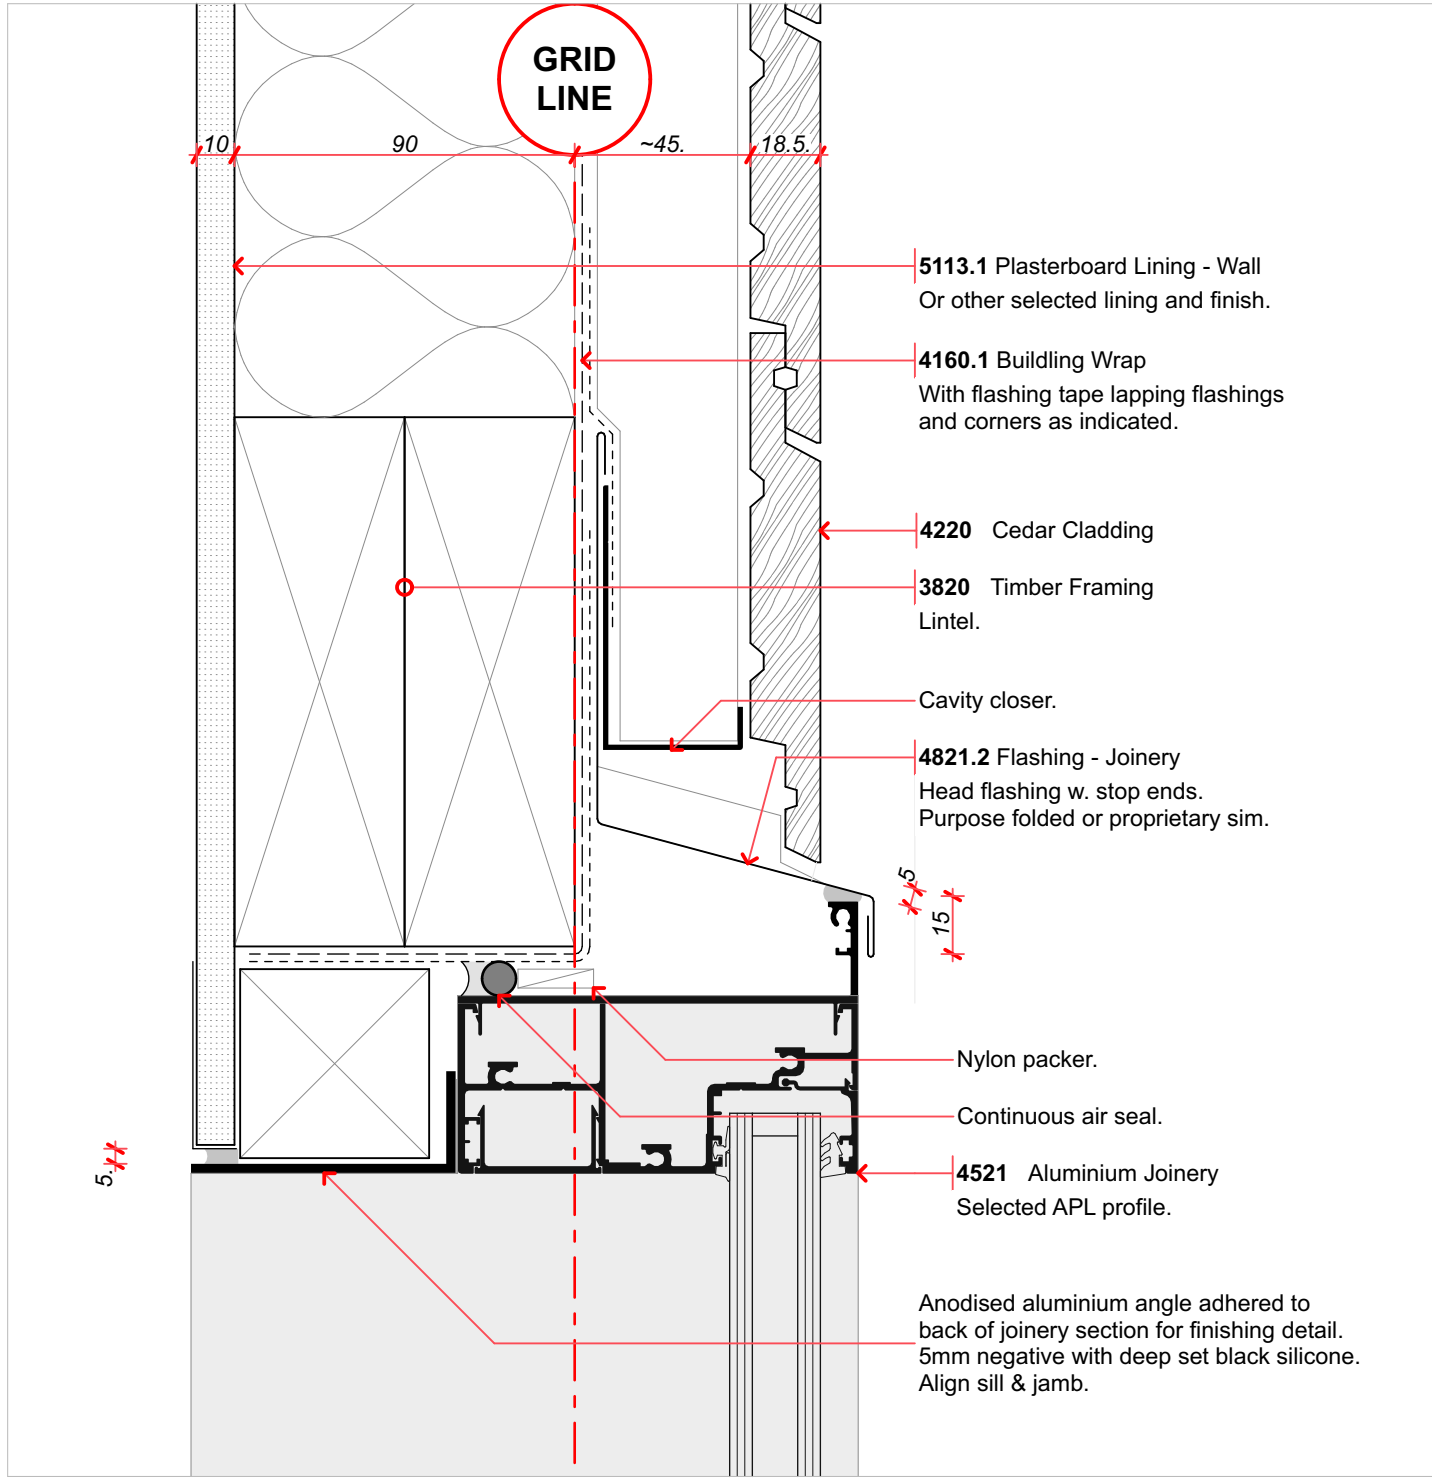 GRID
LINE
10 90 ~45. 18.5.
5113.1 Plasterboard Lining - Wall
Or other selected lining and finish.
4160.1 Buildling Wrap
With flashing tape lapping flashings
and corners as indicated.
4220 Cedar Cladding
3820 Timber Framing
Lintel.
Cavity closer.
4821.2 Flashing - Joinery
Head flashing w. stop ends.
Purpose folded or proprietary sim.
5
15
Nylon packer.
Continuous air seal.
5.
4521 Aluminium Joinery
Selected APL profile.
Anodised aluminium angle adhered to
back of joinery section for finishing detail.
5mm negative with deep set black silicone.
Align sill & jamb.